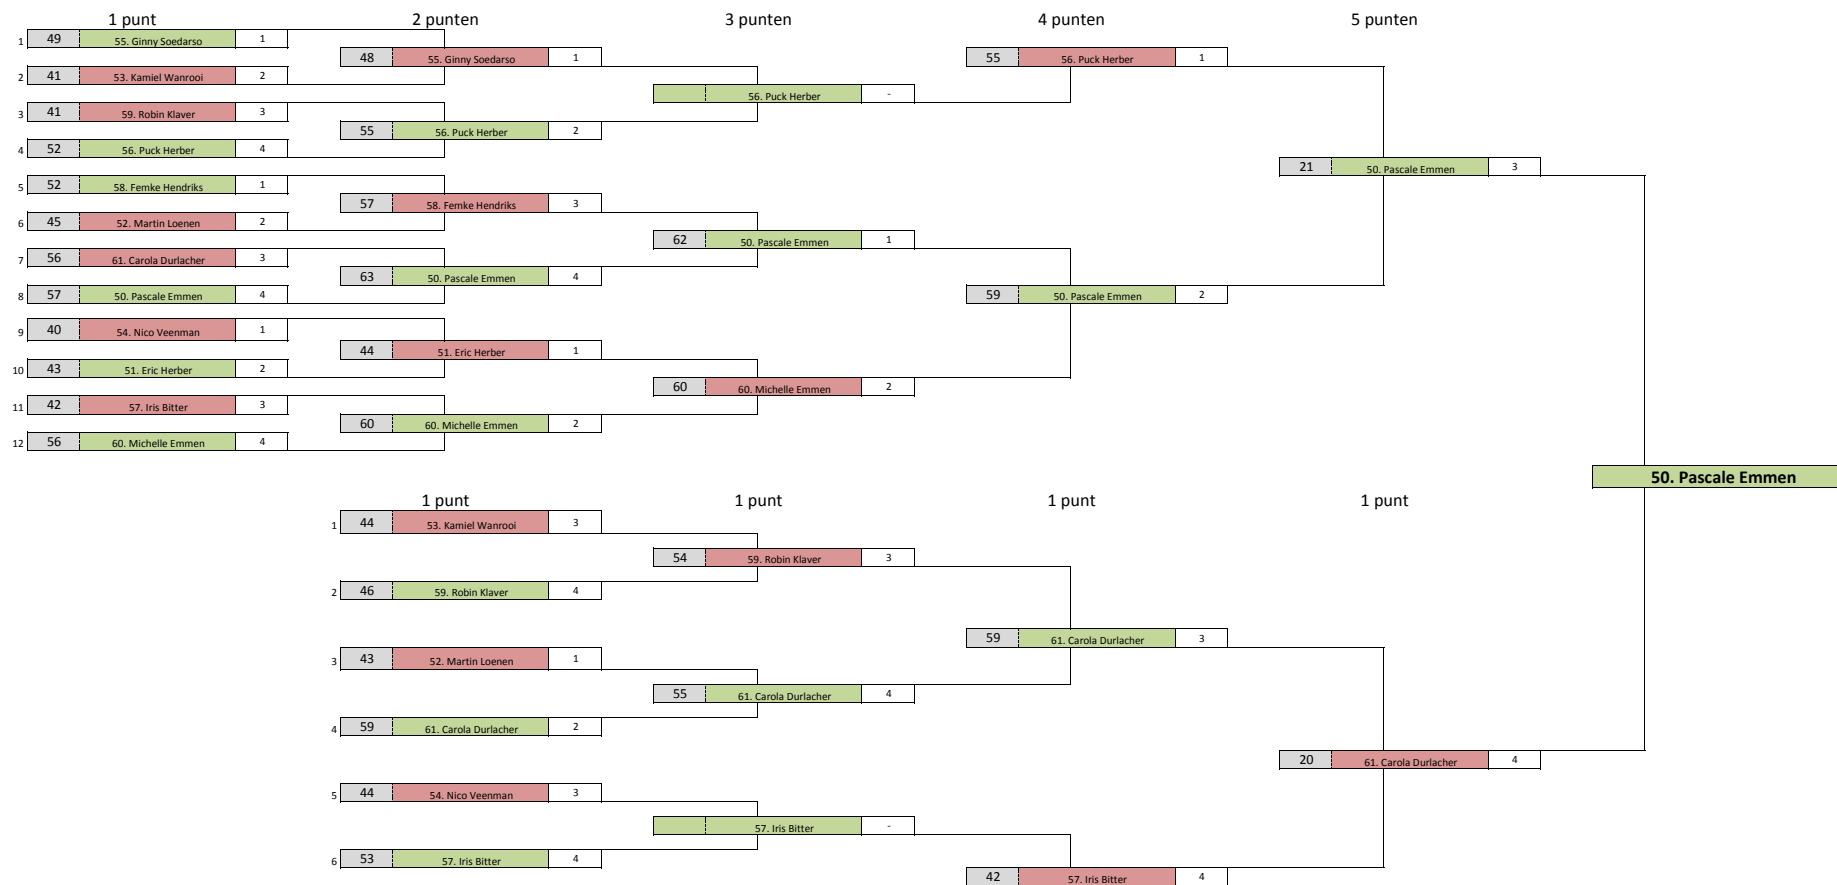 1 punt 2 punten 3 punten 4 punten 5 punten
1 49 55. Ginny Soedarso 1
48 55. Ginny Soedarso 1
55 56. Puck Herber 1
2 41 53. Kamiel Wanrooi 2
56. Puck Herber -
3 41 59. Robin Klaver 3
55 56. Puck Herber 2
4 52 56. Puck Herber 4
21 50. Pascale Emmen 3
5 52 58. Femke Hendriks 1
57 58. Femke Hendriks 3
6 45 52. Martin Loenen 2
62 50. Pascale Emmen 1
7 56 61. Carola Durlacher 3
63 50. Pascale Emmen 4
8 57 50. Pascale Emmen 4
59 50. Pascale Emmen 2
9 40 54. Nico Veenman 1
44 51. Eric Herber 1
10 43 51. Eric Herber 2
60 60. Michelle Emmen 2
11 42 57. Iris Bitter 3
60 60. Michelle Emmen 2
12 56 60. Michelle Emmen 4
50. Pascale Emmen
1 punt 1 punt 1 punt 1 punt
1 44 53. Kamiel Wanrooi 3
54 59. Robin Klaver 3
2 46 59. Robin Klaver 4
59 61. Carola Durlacher 3
3 43 52. Martin Loenen 1
55 61. Carola Durlacher 4
4 59 61. Carola Durlacher 2
20 61. Carola Durlacher 4
5 44 54. Nico Veenman 3
57. Iris Bitter -
6 53 57. Iris Bitter 4
42 57. Iris Bitter 4